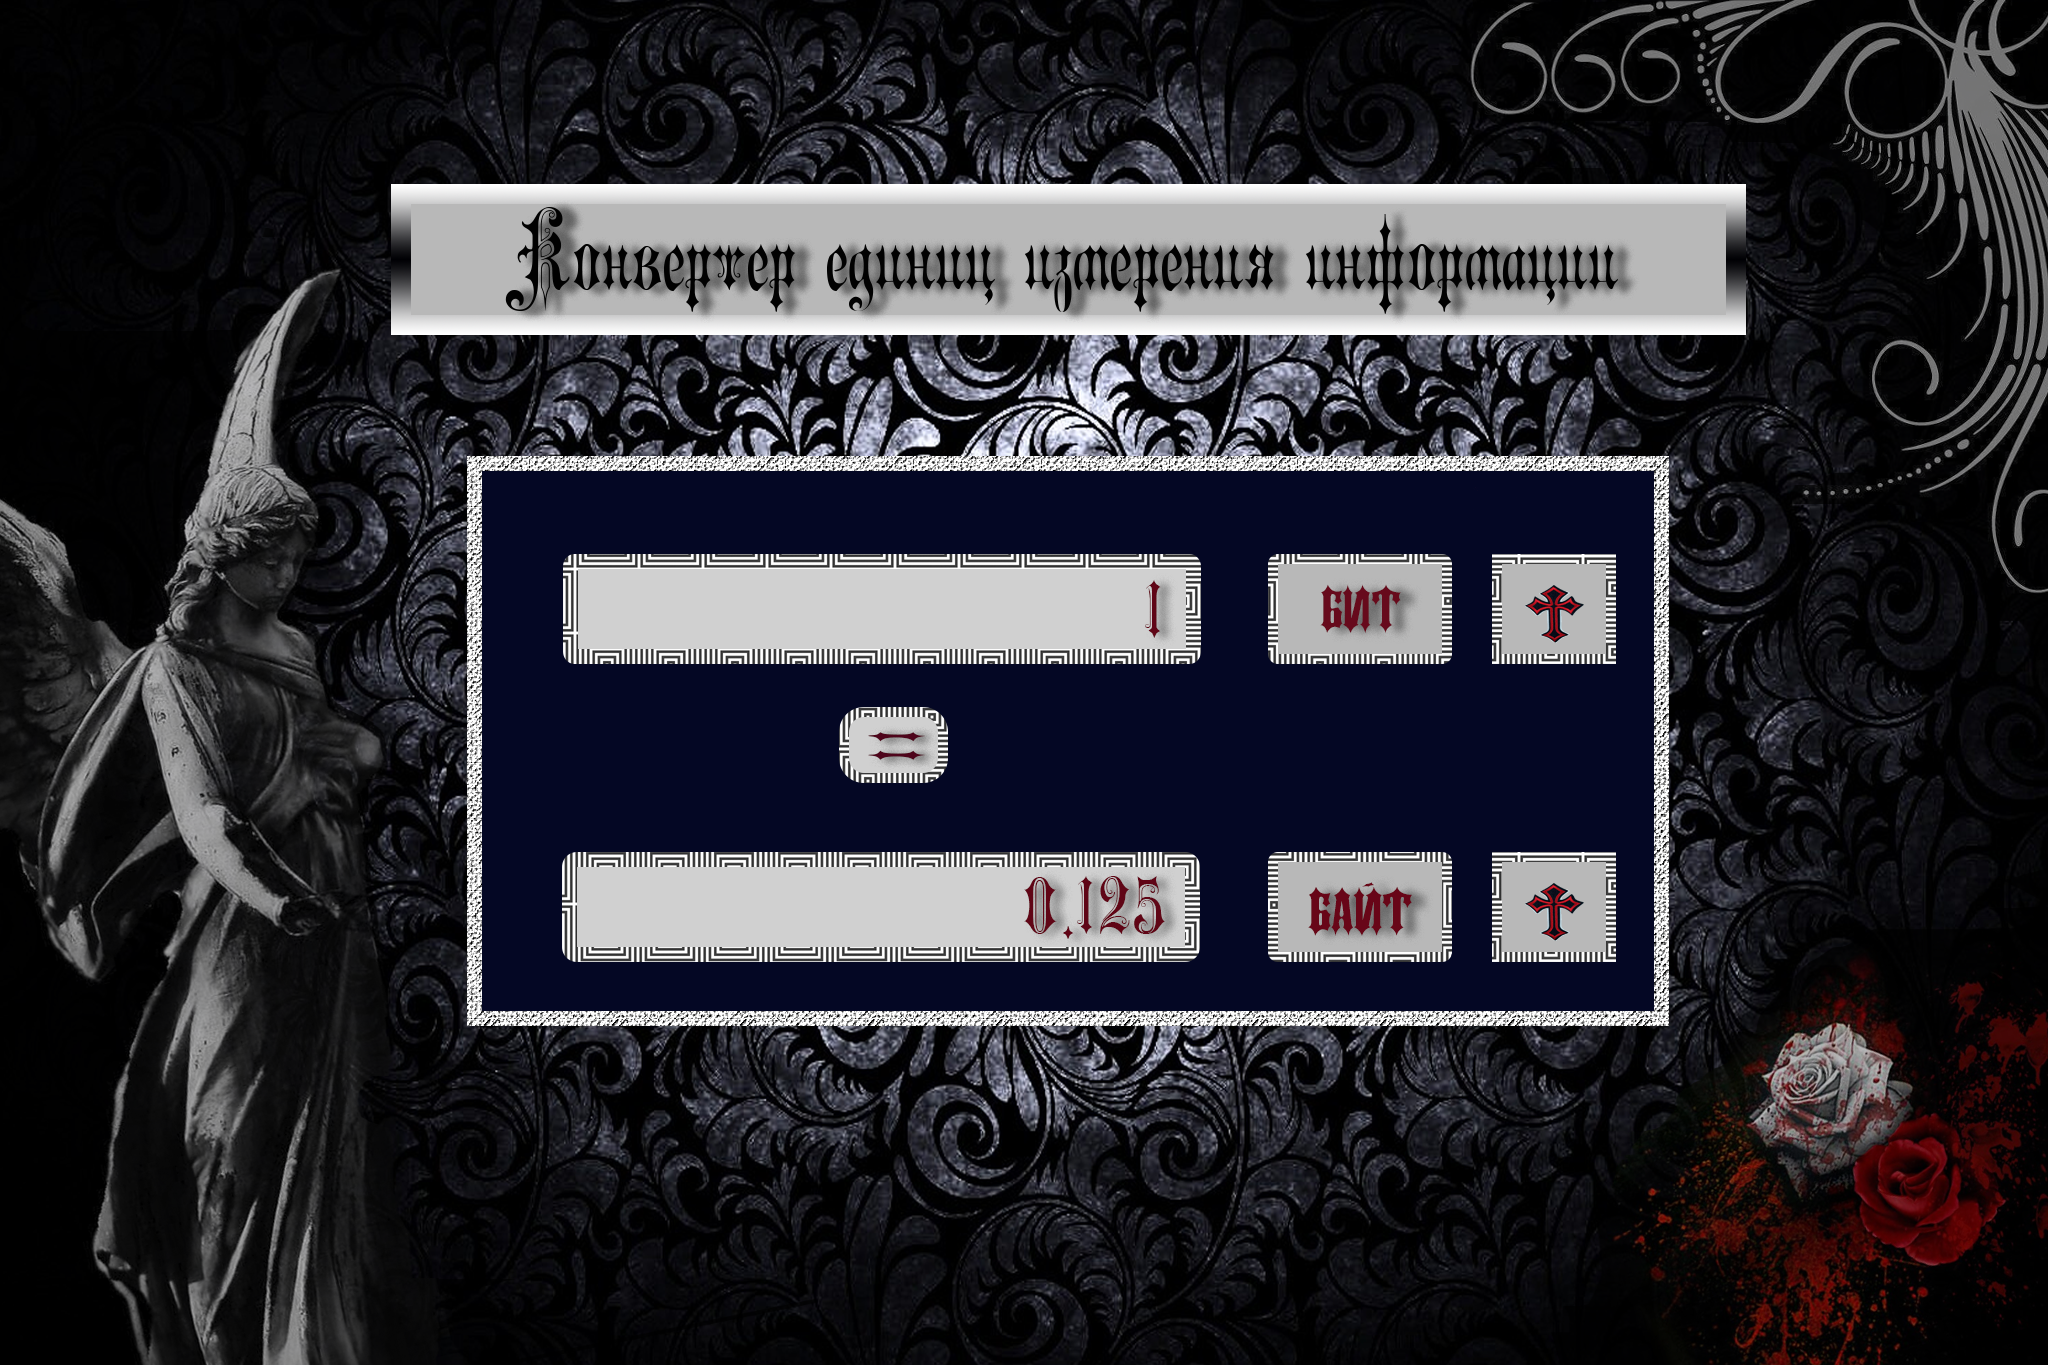 Конвертер единиц измерения информации
1
БИТ
=
0.125
БАЙТ